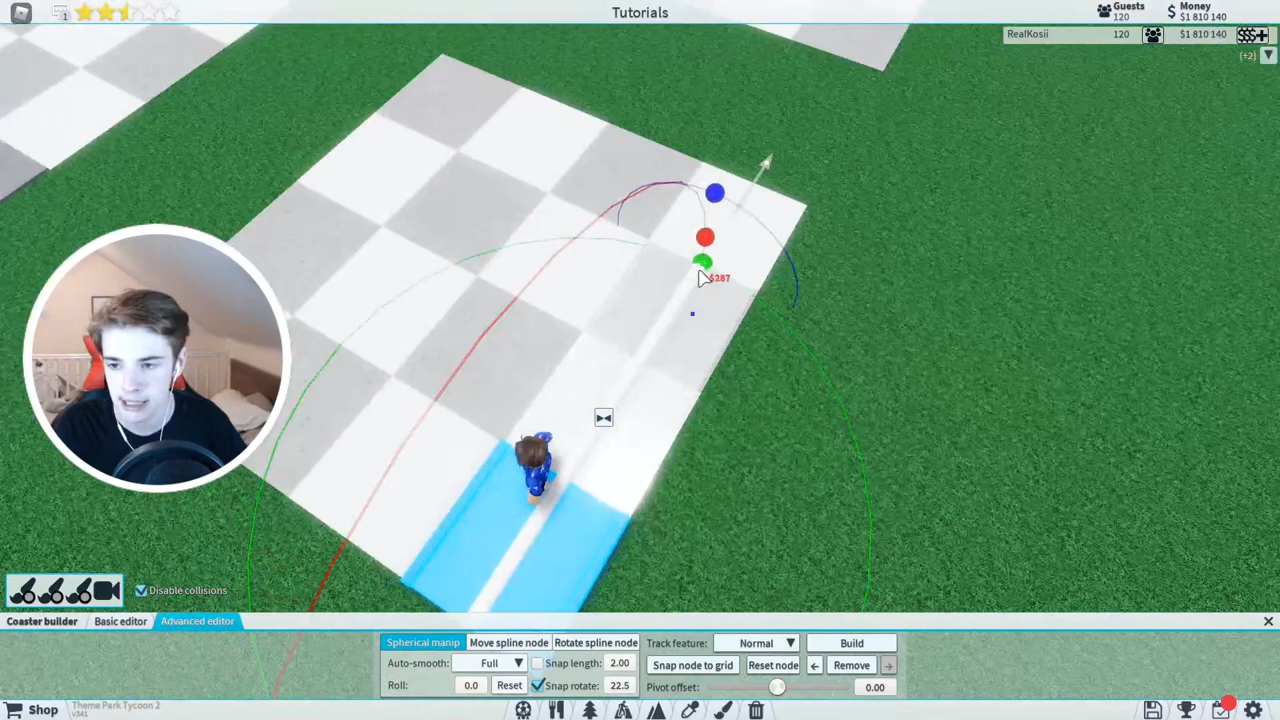 1
Tutorials
Guests
120
Money
$1 810 140
RealKosii 120 $1 810 140 $$$+
(+2)
$287
Disable collisions
Coaster builder Basic editor Advanced editor
Spherical manip Move spline node Rotate spline node Track feature: Normal Build
Auto-smooth: Full Snap length: 2.00 Snap node to grid Reset node Remove
Roll: 0.0 Reset Snap rotate: 22.5 Pivot offset: 0.00
Shop
Theme Park Tycoon 2
v341